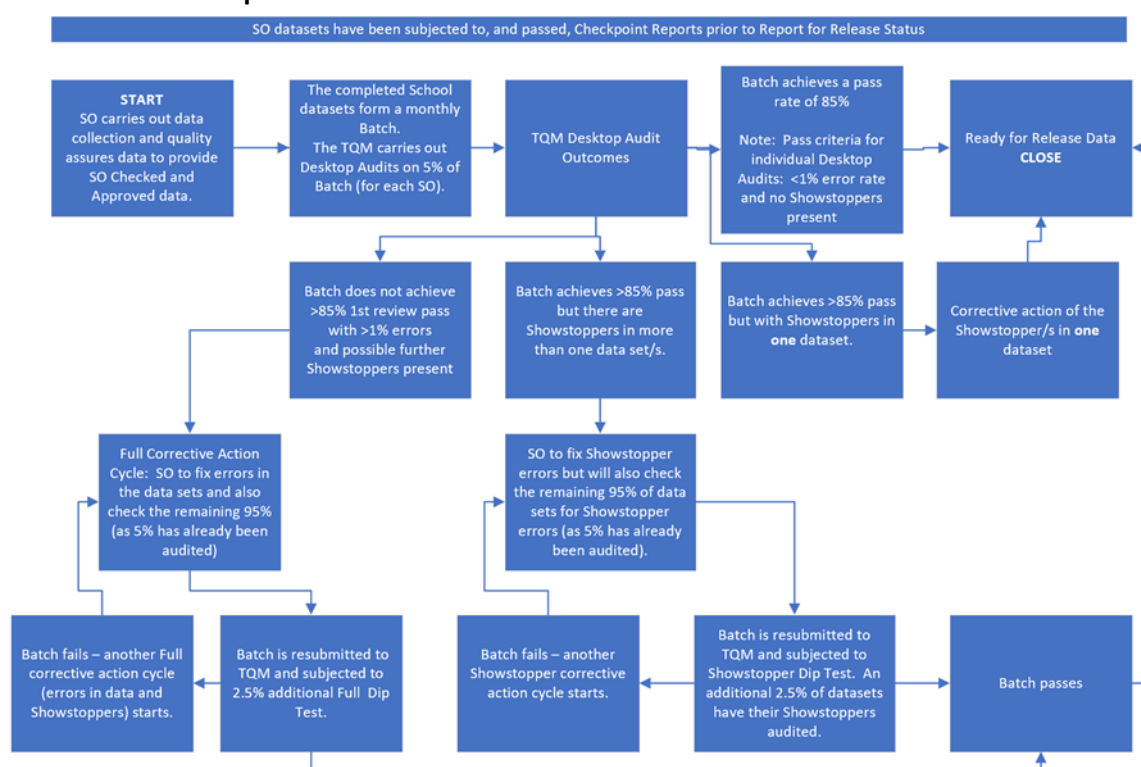 SO datasets have been subjected to, and passed, Checkpoint Reports prior to Report for Release Status
START
SO carries out data
collection and quality
assures data to provide
SO Checked and
Approved data.
The completed School
datasets form a monthly
Batch.
The TQM carries out
Desktop Audits on 5% of
Batch (for each SO).
TQM Desktop Audit
Outcomes
Batch achieves a pass
rate of 85%
Note: Pass criteria for
individual Desktop
Audits: <1% error rate
and no Showstoppers
present
Ready for Release Data
CLOSE
Batch does not achieve
>85% 1st review pass
with >1% errors
and possible further
Showstoppers present
Batch achieves >85% pass
but there are
Showstoppers in more
than one data set/s.
Batch achieves >85% pass
but with Showstoppers in
one dataset.
Corrective action of the
Showstopper/s in one
dataset
Full Corrective Action
Cycle: SO to fix errors in
the data sets and also
check the remaining 95%
(as 5% has already been
audited)
SO to fix Showstopper
errors but will also check
the remaining 95% of data
sets for Showstopper
errors (as 5% has already
been audited).
Batch fails – another Full
corrective action cycle
(errors in data and
Showstoppers) starts.
Batch is resubmitted to
TQM and subjected to
2.5% additional Full Dip
Test.
Batch fails – another
Showstopper corrective
action cycle starts.
Batch is resubmitted to
TQM and subjected to
Showstopper Dip Test. An
additional 2.5% of datasets
have their Showstoppers
audited.
Batch passes